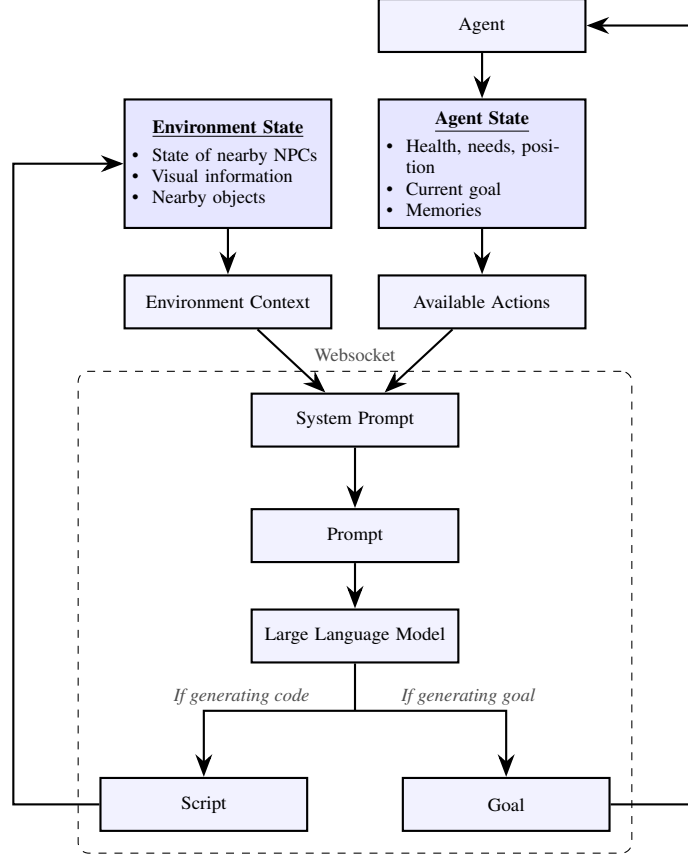 Agent
Environment State
• State of nearby NPCs
• Visual information
• Nearby objects
Agent State
• Health, needs, posi-
tion
• Current goal
• Memories
Environment Context
Available Actions
Websocket
System Prompt
Prompt
Large Language Model
If generating code
If generating goal
Script
Goal